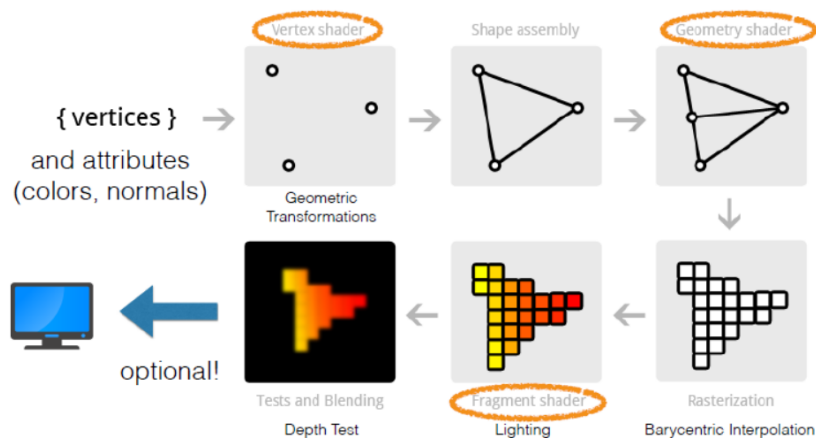 Vertex shader
Shape assembly
Geometry shader
{ vertices }
and attributes
(colors, normals)
Geometric
Transformations
optional!
Tests and Blending
Fragment shader
Rasterization
Depth Test
Lighting
Barycentric Interpolation